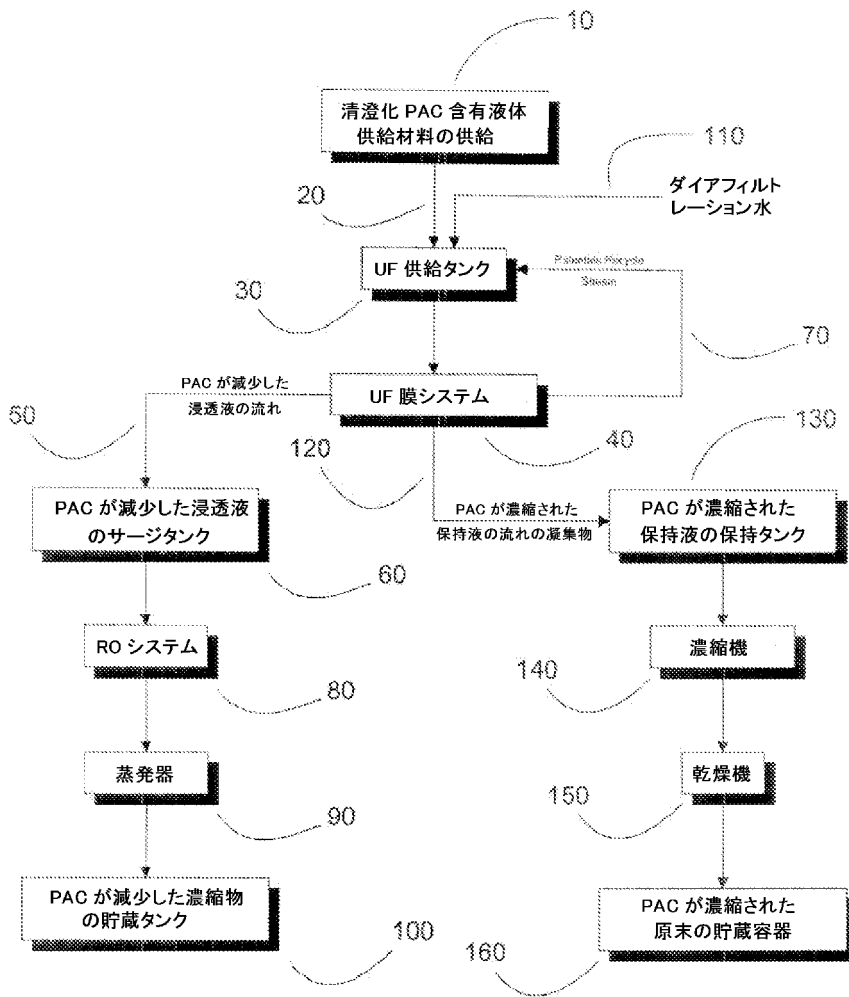 10
清澄化 PAC 含有液体
供給材料の供給
110
ダイアフィルト
レーション水
20
UF 供給タンク
30
70
PAC が減少した
浸透液の流れ
UF 膜システム
50
40
120
130
PAC が減少した浸透液
のサージタンク
PAC が濃縮された
保持液の流れの凝集物
PAC が濃縮された
保持液の保持タンク
60
RO システム
80
濃縮機
140
蒸発器
90
乾燥機
150
PAC が減少した濃縮物
の貯蔵タンク
100
PAC が濃縮された
原末の貯蔵容器
160